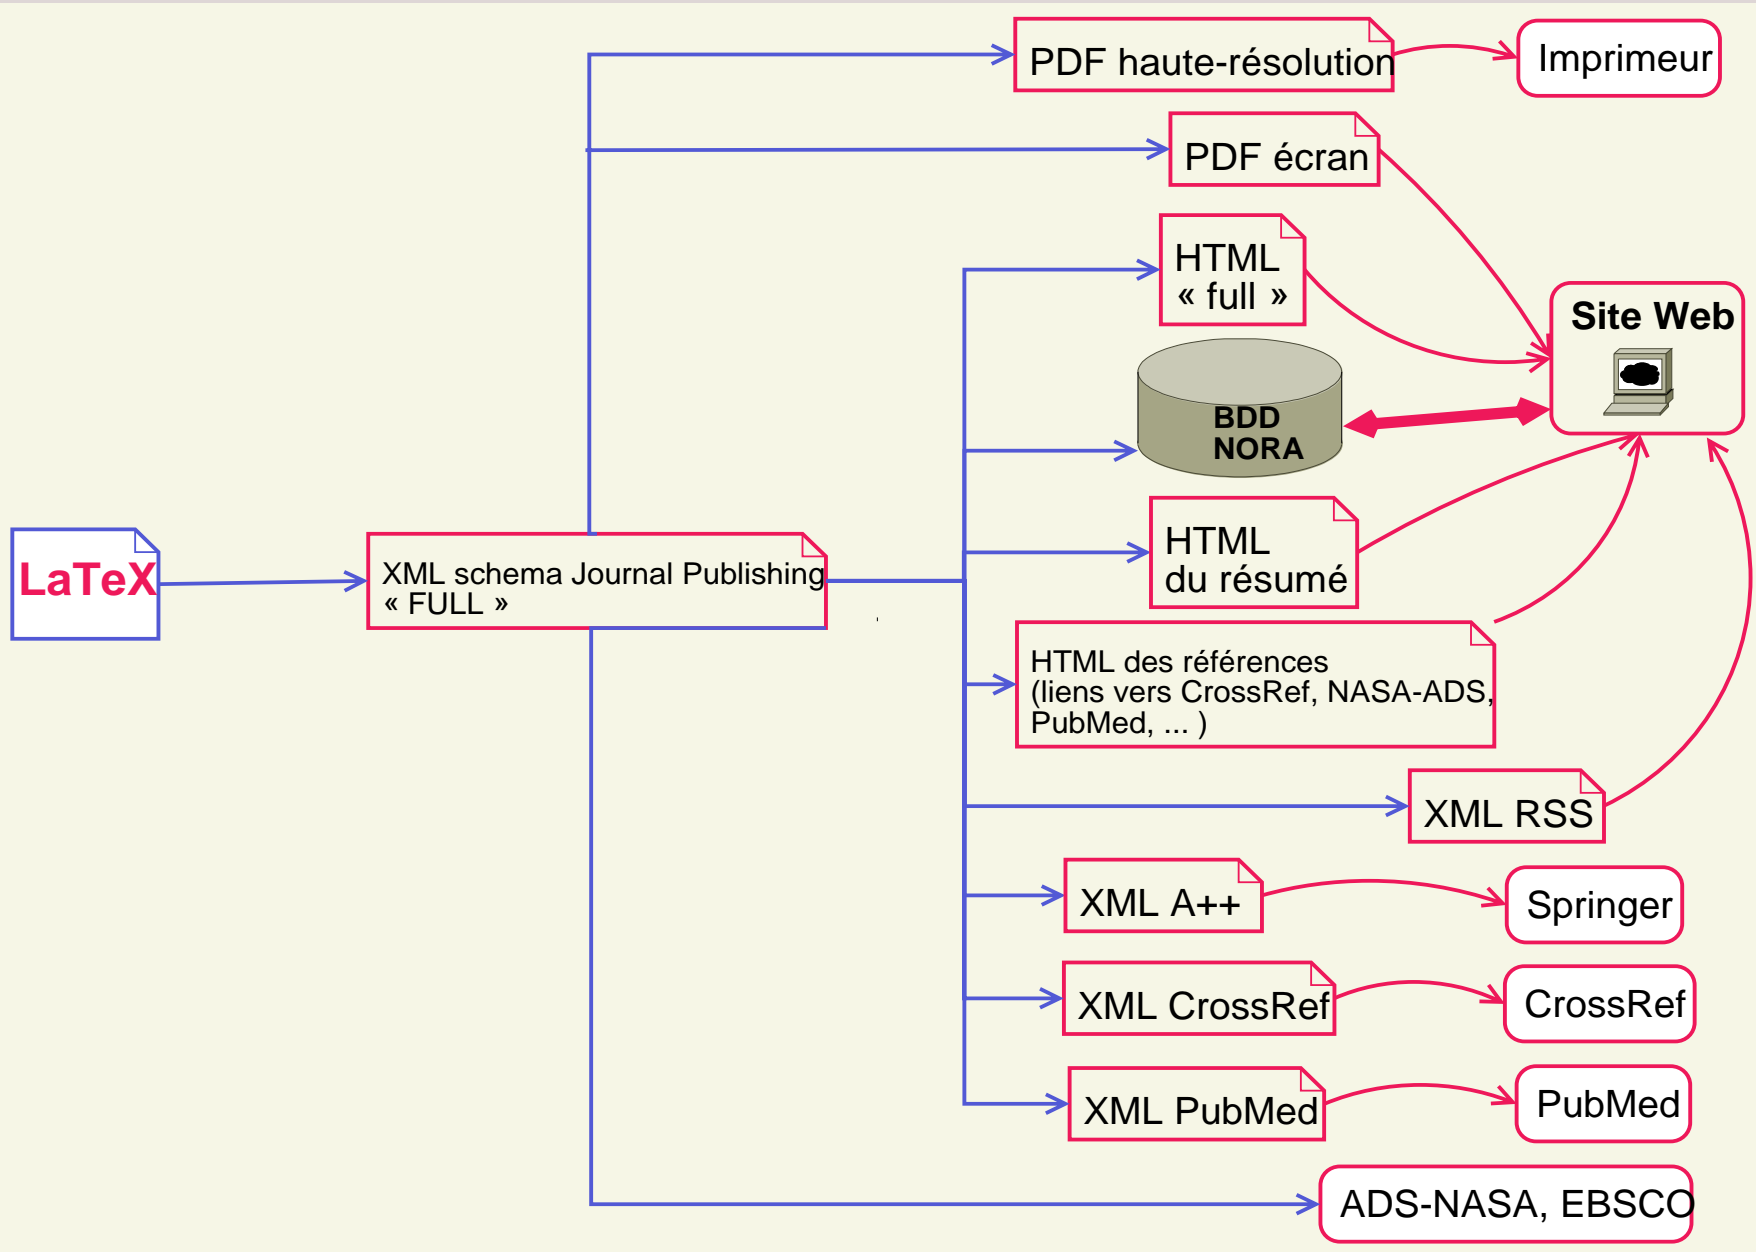 PDF haute-résolution
Imprimeur
PDF écran
HTML
« full »
Site Web
BDD
NORA
HTML
du résumé
LaTeX
XML schema Journal Publishing
« FULL »
HTML des références
(liens vers CrossRef, NASA-ADS,
PubMed, ... )
XML RSS
XML A++
Springer
XML CrossRef
CrossRef
XML PubMed
PubMed
ADS-NASA, EBSCO